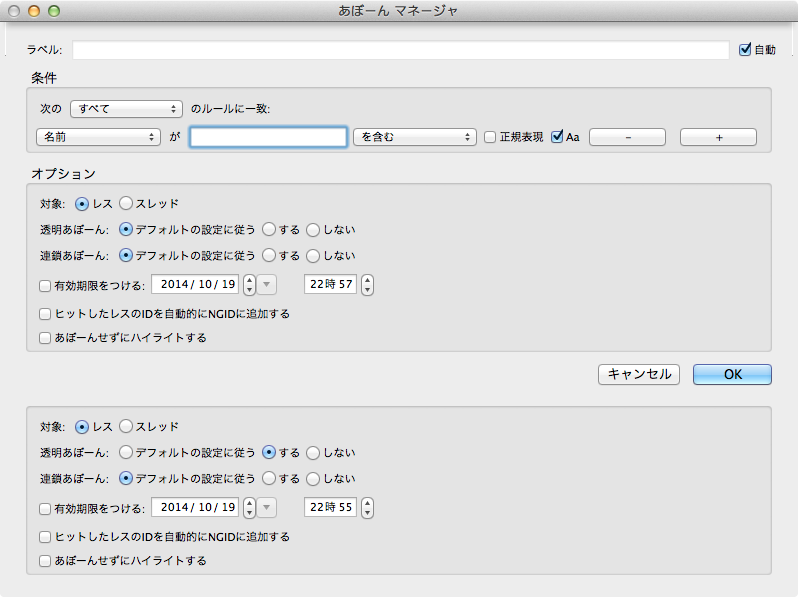 あぼーん マネージャ
ラベル: 自動
条件
次の すべて のルールに一致:
名前 が を含む 正規表現 Aa - +
オプション
対象: レス スレッド
透明あぼーん: デフォルトの設定に従う する しない
連鎖あぼーん: デフォルトの設定に従う する しない
有効期限をつける: 2014/10/19 22時57
ヒットしたレスのIDを自動的にNGIDに追加する
あぼーんせずにハイライトする
キャンセル OK
対象: レス スレッド
透明あぼーん: デフォルトの設定に従う する しない
連鎖あぼーん: デフォルトの設定に従う する しない
有効期限をつける: 2014/10/19 22時55
ヒットしたレスのIDを自動的にNGIDに追加する
あぼーんせずにハイライトする